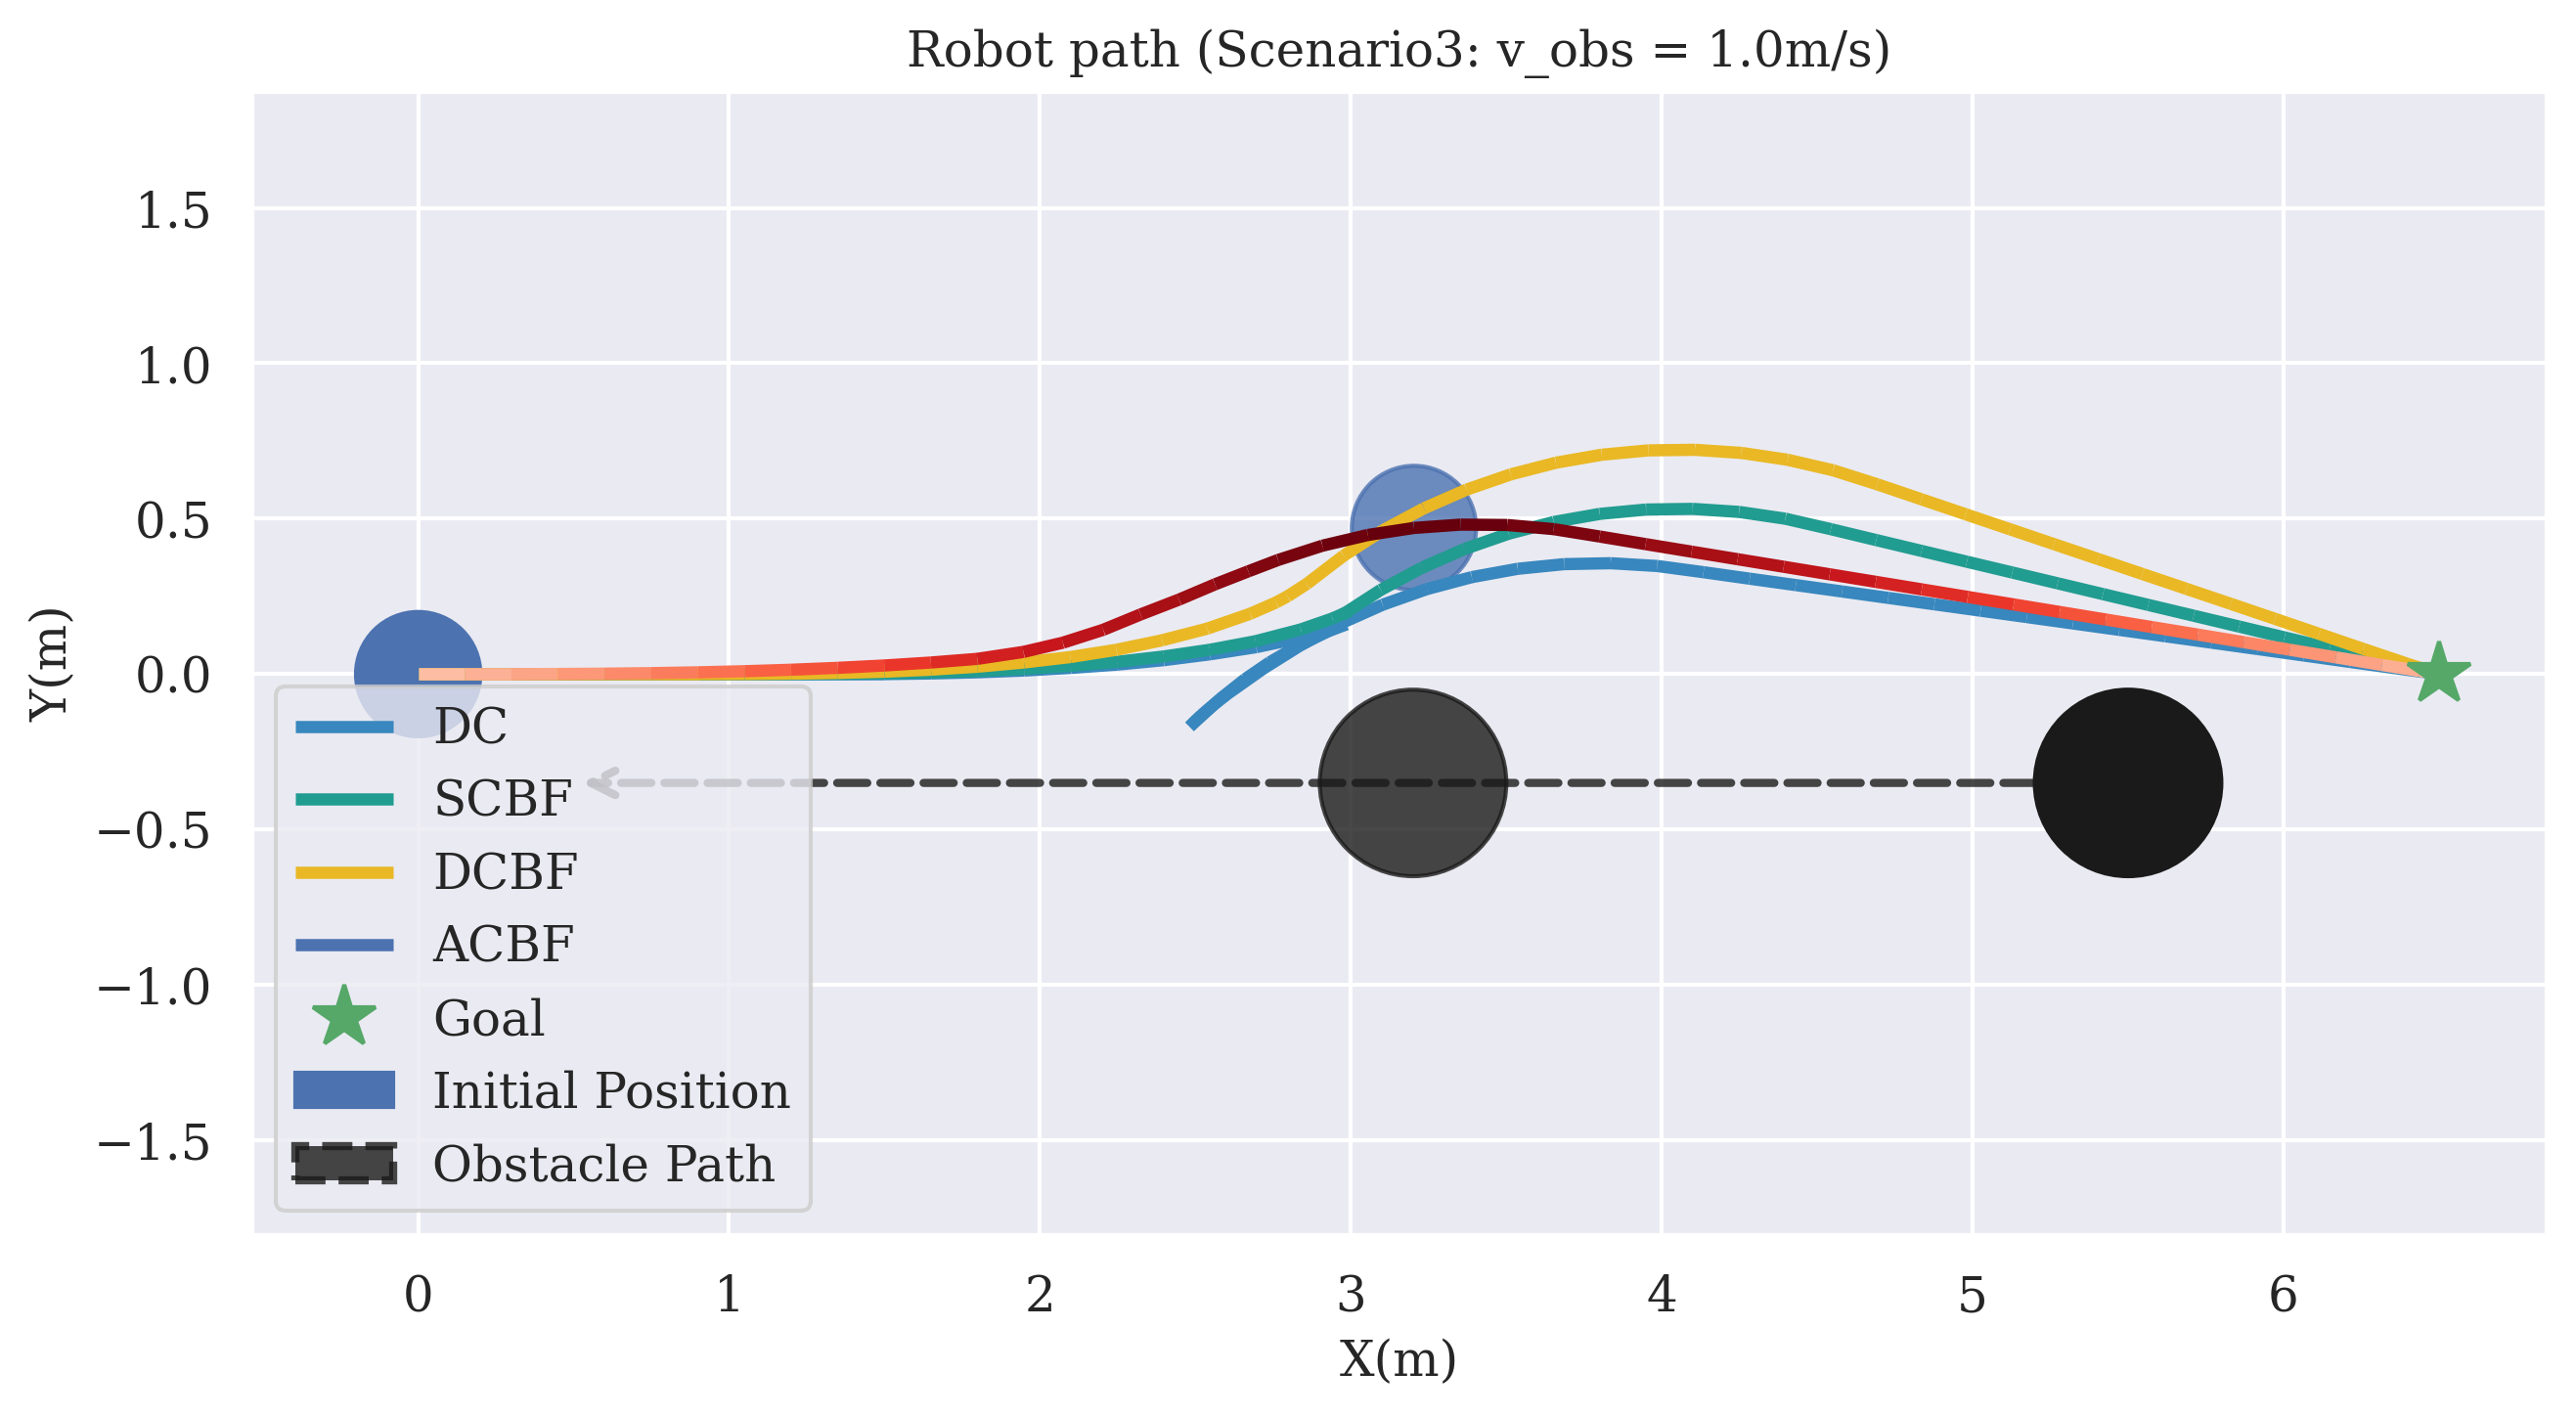 Robot path (Scenario3: v_obs = 1.0m/s)
Y(m)
1.5
1.0
0.5
0.0
−0.5
−1.0
−1.5
DC
SCBF
DCBF
ACBF
Goal
Initial Position
Obstacle Path
0 1 2 3 4 5 6
X(m)